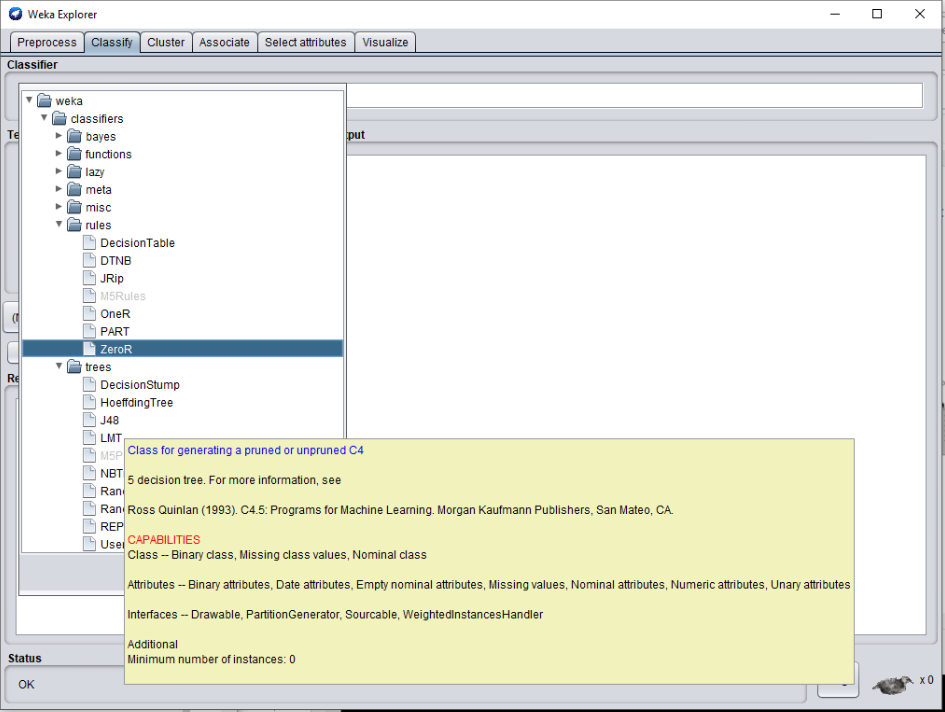 Weka Explorer
Preprocess Classify Cluster Associate Select attributes Visualize
Classifier
weka
classifiers
bayes
functions
lazy
meta
misc
rules
DecisionTable
DTNB
JRip
M5Rules
OneR
PART
ZeroR
trees
DecisionStump
HoeffdingTree
J48
LMT
M5P
NBT
Ran
Ran
REP
User
Class for generating a pruned or unpruned C4
5 decision tree. For more information, see
Ross Quinlan (1993). C4.5: Programs for Machine Learning. Morgan Kaufmann Publishers, San Mateo, CA.
CAPABILITIES
Class -- Binary class, Missing class values, Nominal class
Attributes -- Binary attributes, Date attributes, Empty nominal attributes, Missing values, Nominal attributes, Numeric attributes, Unary attributes
Interfaces -- Drawable, PartitionGenerator, Sourcable, WeightedInstancesHandler
Additional
Minimum number of instances: 0
Status
OK
x 0